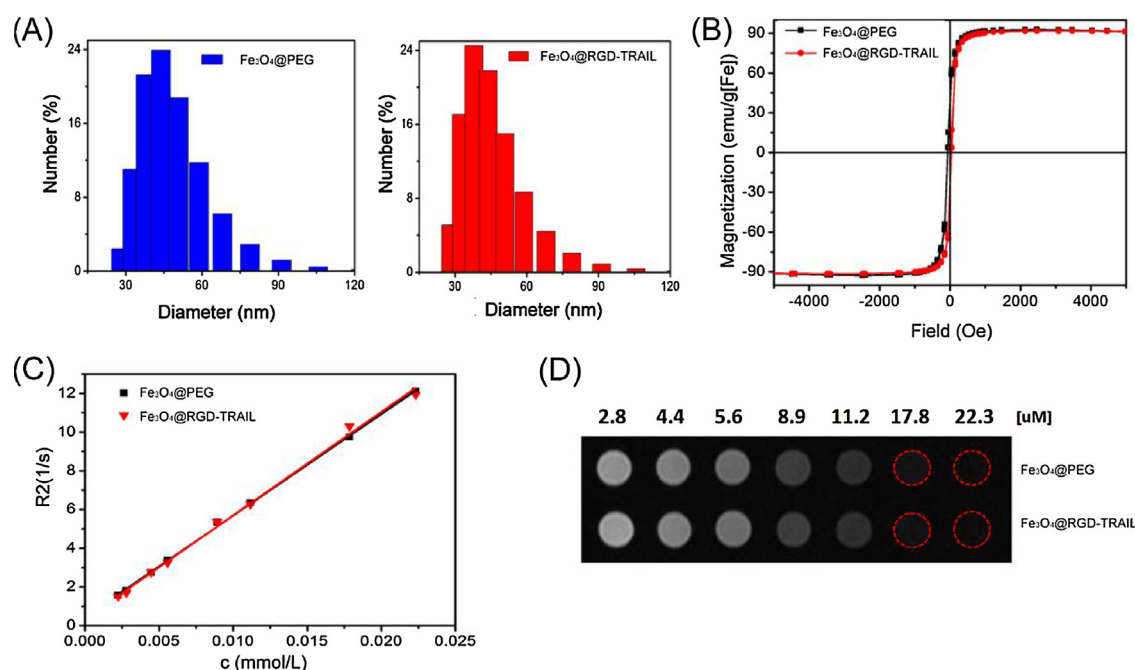 (A)
24
16
8
0
Number (%)
Fe₃O₄@PEG
30
60
90
120
Diameter (nm)
24
16
8
0
Number (%)
Fe₃O₄@RGD-TRAIL
30
60
90
120
Diameter (nm)
(B)
Fe₃O₄@PEG
Fe₃O₄@RGD-TRAIL
90
60
30
0
-30
-60
-90
Magnetization (emu/g[Fe])
-4000
-2000
0
2000
4000
Field (Oe)
(C)
Fe₃O₄@PEG
Fe₃O₄@RGD-TRAIL
12
10
8
6
4
2
0
R2(1/s)
0.000
0.005
0.010
0.015
0.020
0.025
c (mmol/L)
(D)
2.8 4.4 5.6 8.9 11.2 17.8 22.3 [uM]
Fe₃O₄@PEG
Fe₃O₄@RGD-TRAIL